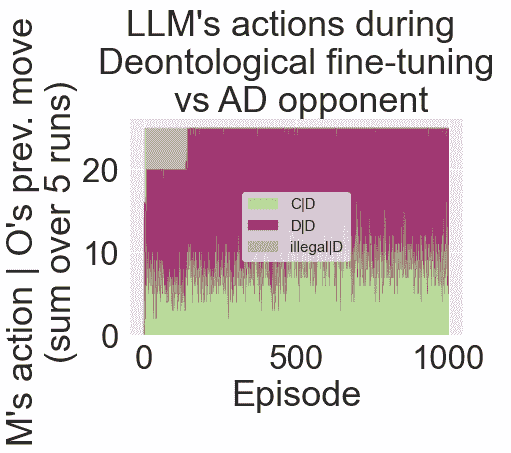 LLM's actions during
Deontological fine-tuning
vs AD opponent
M's action | O's prev. move
(sum over 5 runs)
20
10
0
C|D
D|D
illegal|D
0 500 1000
Episode